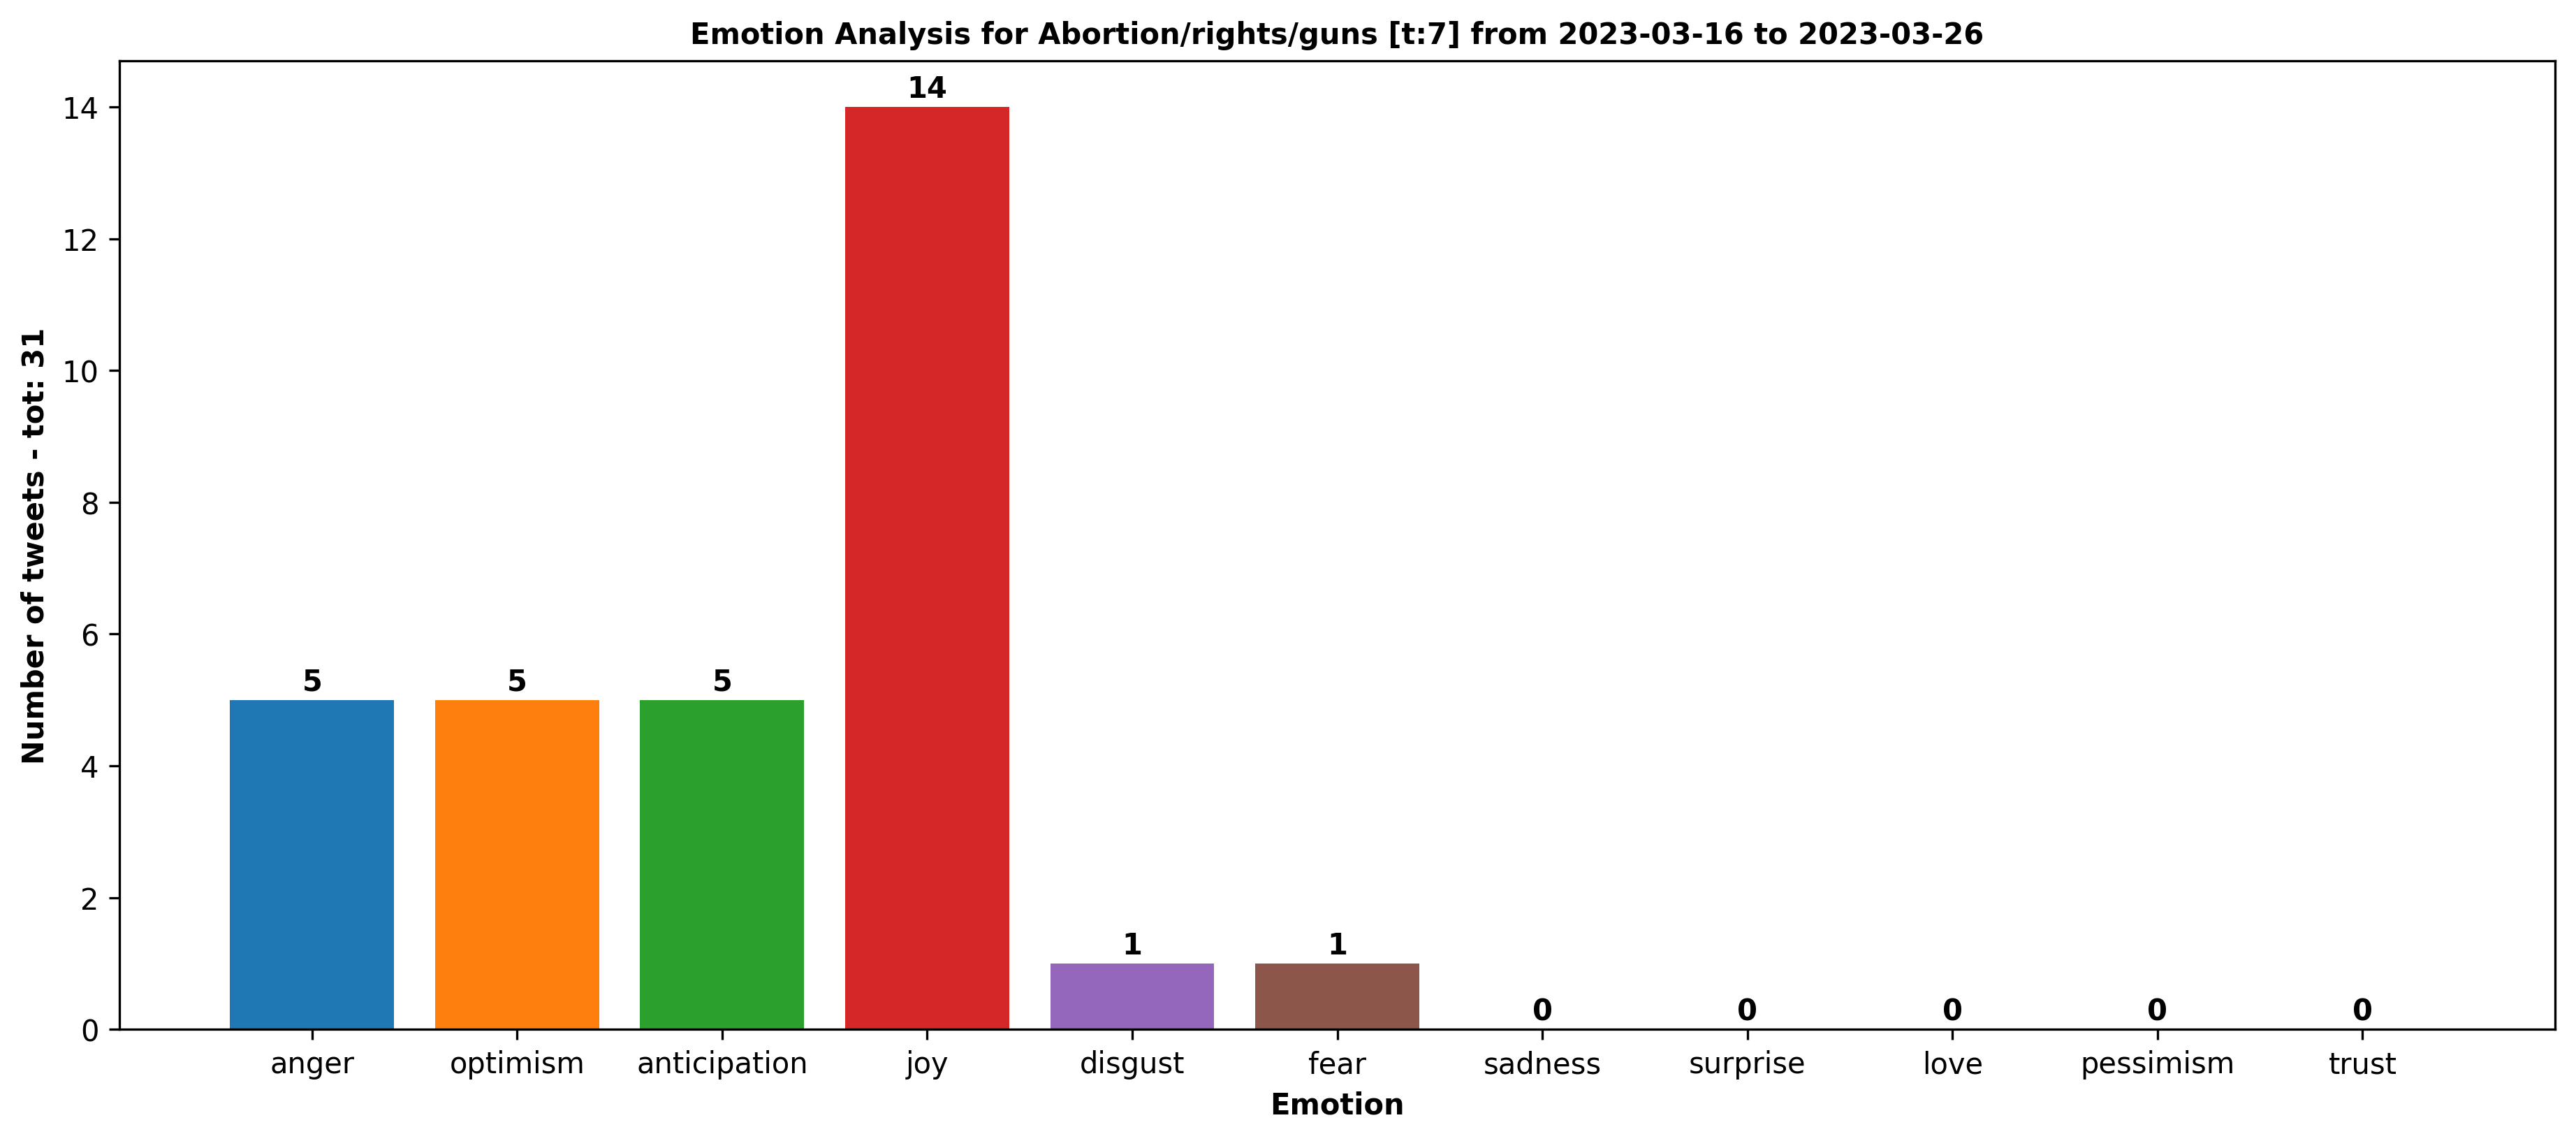 Emotion Analysis for Abortion/rights/guns [t:7] from 2023-03-16 to 2023-03-26
Number of tweets - tot: 31
14
12
10
8
6
4
2
0
5
5
5
14
1
1
0
0
0
0
0
anger
optimism
anticipation
joy
disgust
fear
sadness
surprise
love
pessimism
trust
Emotion